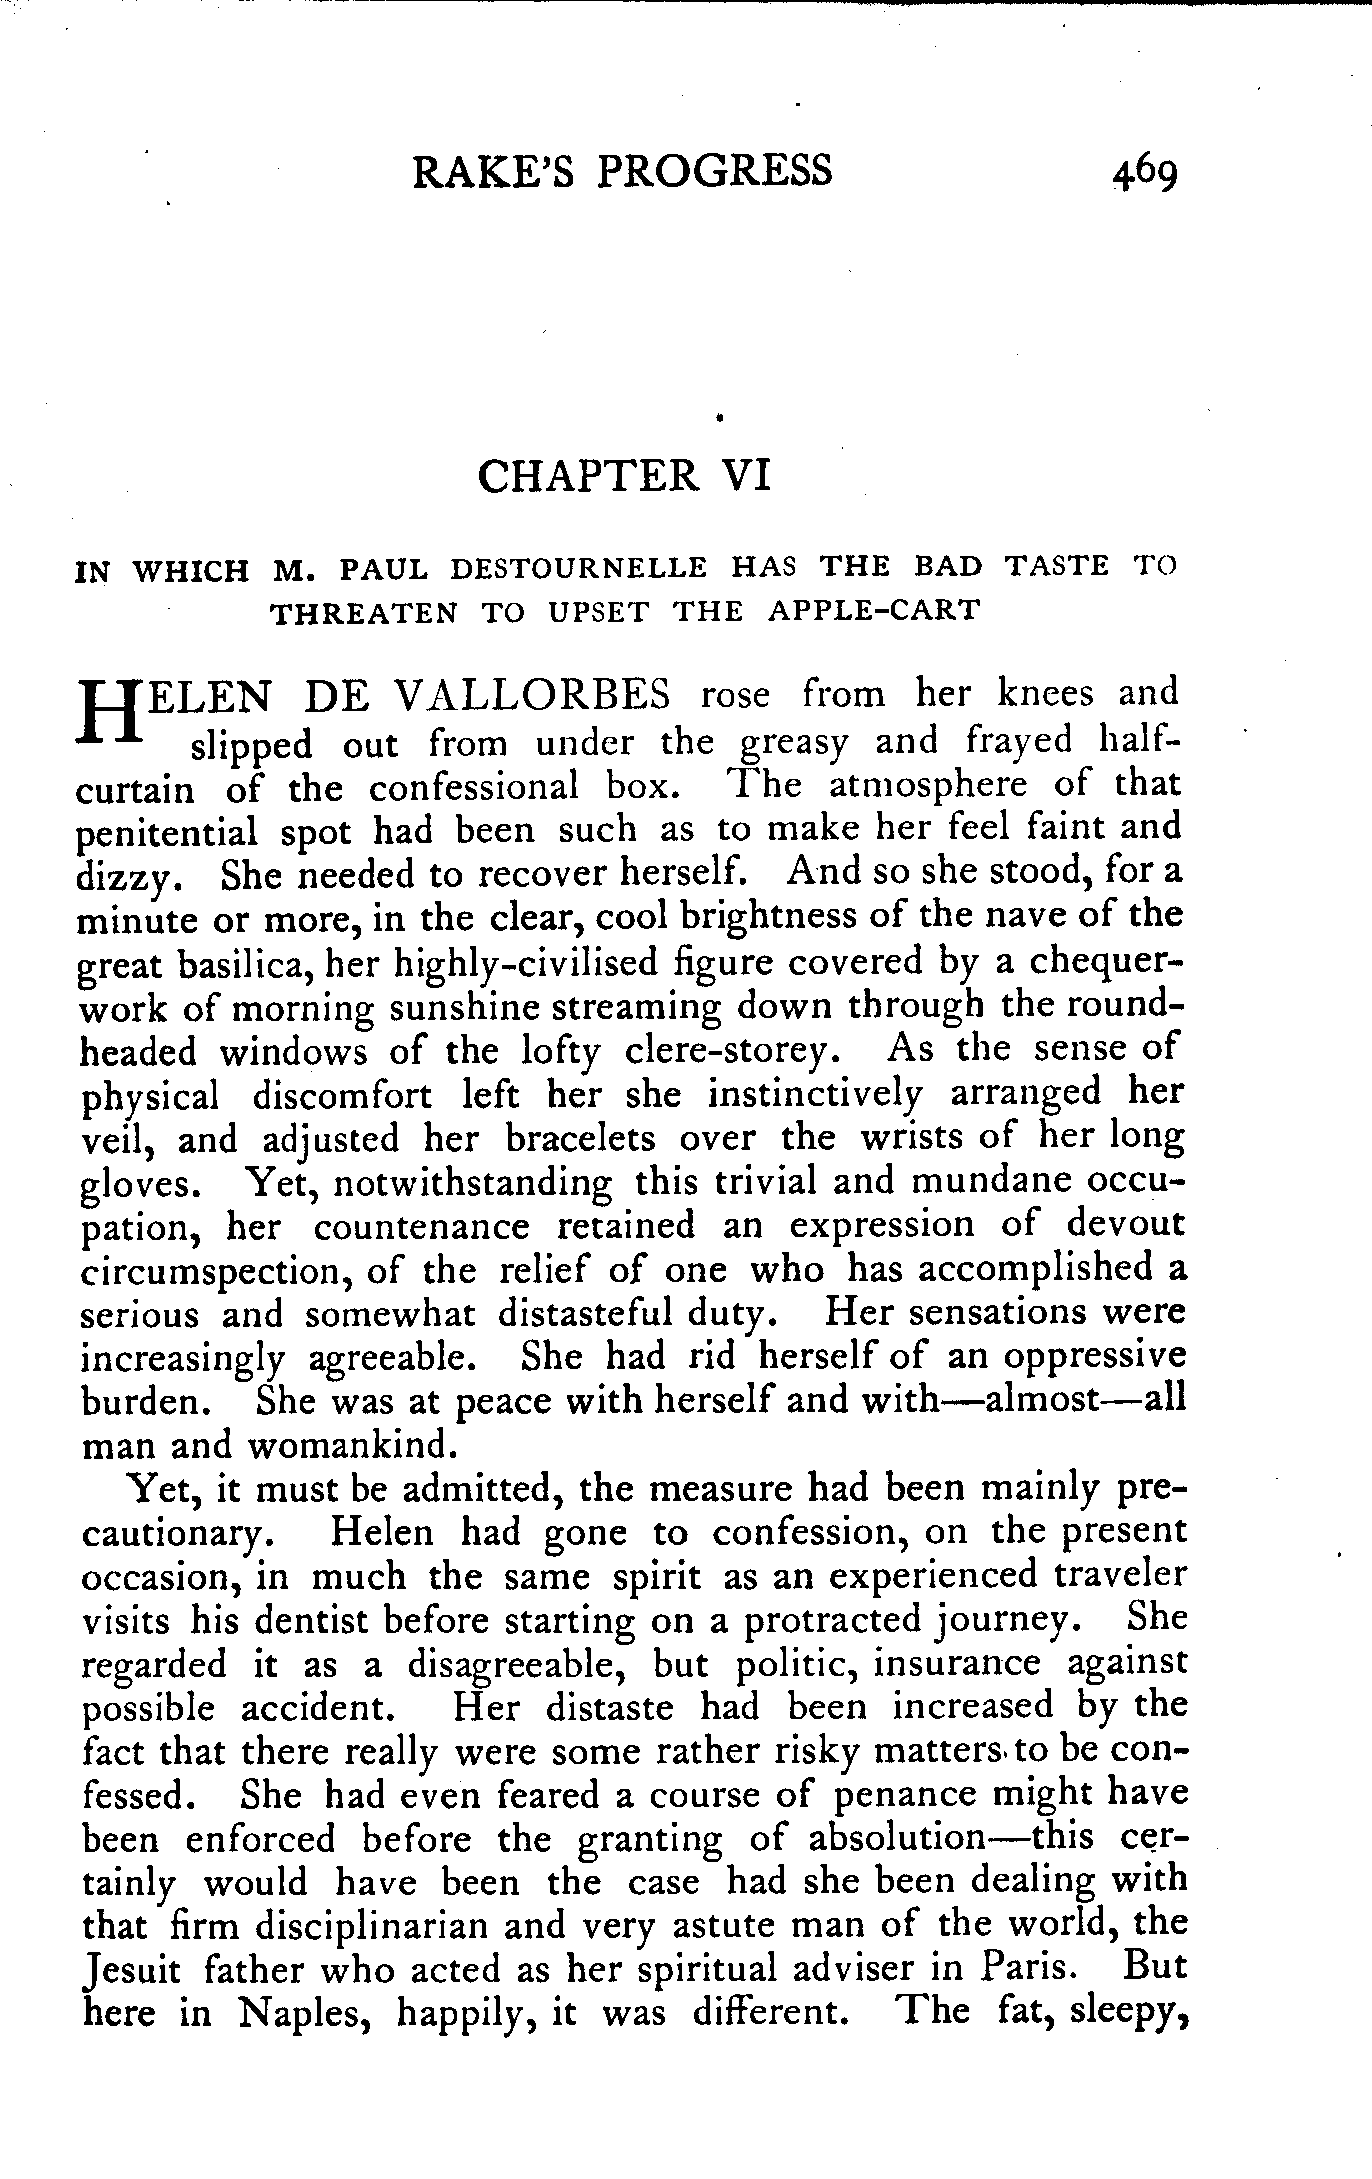 RAKE'S PROGRESS 469
CHAPTER VI
IN WHICH M. PAUL DESTOURNELLE HAS THE BAD TASTE TO
THREATEN TO UPSET THE APPLE-CART
HELEN DE VALLORBES rose from her knees and
slipped out from under the greasy and frayed half-
curtain of the confessional box. The atmosphere of that
penitential spot had been such as to make her feel faint and
dizzy. She needed to recover herself. And so she stood, for a
minute or more, in the clear, cool brightness of the nave of the
great basilica, her highly-civilised figure covered by a chequer-
work of morning sunshine streaming down through the round-
headed windows of the lofty clere-storey. As the sense of
physical discomfort left her she instinctively arranged her
veil, and adjusted her bracelets over the wrists of her long
gloves. Yet, notwithstanding this trivial and mundane occu-
pation, her countenance retained an expression of devout
circumspection, of the relief of one who has accomplished a
serious and somewhat distasteful duty. Her sensations were
increasingly agreeable. She had rid herself of an oppressive
burden. She was at peace with herself and with—almost—all
man and womankind.
Yet, it must be admitted, the measure had been mainly pre-
cautionary. Helen had gone to confession, on the present
occasion, in much the same spirit as an experienced traveler
visits his dentist before starting on a protracted journey. She
regarded it as a disagreeable, but politic, insurance against
possible accident. Her distaste had been increased by the
fact that there really were some rather risky matters to be con-
fessed. She had even feared a course of penance might have
been enforced before the granting of absolution—this cer-
tainly would have been the case had she been dealing with
that firm disciplinarian and very astute man of the world, the
Jesuit father who acted as her spiritual adviser in Paris. But
here in Naples, happily, it was different. The fat, sleepy,